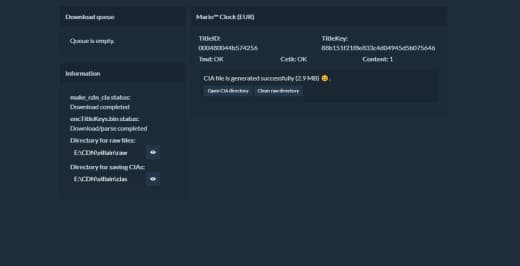 Download queue
Queue is empty.
Information
make_cdn_cia status:
Download completed
encTitleKeys.bin status:
Download/parse completed
Directory for raw files:
E:\CDN\villain\raw
Directory for saving CIAs:
E:\CDN\villain\cias
Mario™ Clock (EUR)
TitleID:
000480044b574256
TitleKey:
88b151f21f8e833c4d04945d5b075646
Tmd: OK
Cetk: OK
Content: 1
CIA file is generated successfully (2.9 MB) 😉.
Open CIA directory
Clean raw directory